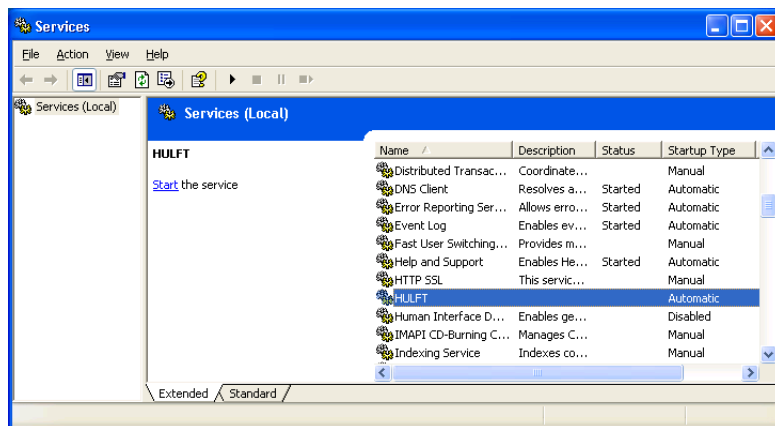 Services
File Action View Help
Services (Local)
Services (Local)
HULFT
Start the service
Name Description Status Startup Type
Distributed Transac... Coordinate... Manual
DNS Client Resolves a... Started Automatic
Error Reporting Ser... Allows erro... Started Automatic
Event Log Enables ev... Started Automatic
Fast User Switching... Provides m... Manual
Help and Support Enables He... Started Automatic
HTTP SSL This servic... Manual
HULFT Automatic
Human Interface D... Enables ge... Disabled
IMAPI CD-Burning C... Manages C... Manual
Indexing Service Indexes co... Manual
Extended Standard